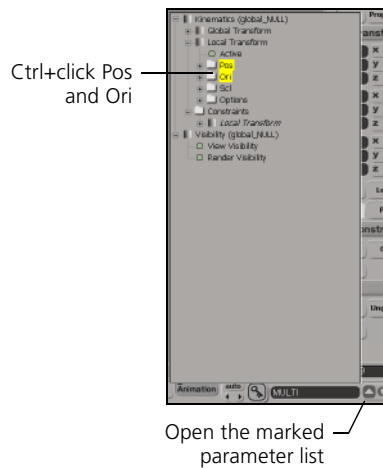 Kinematics (global_NULL)
Global Transform
Local Transform
Active
Pos
Ori
Scl
Options
Constraints
Local Transform
Visibility (global_NULL)
View Visibility
Render Visibility
Ctrl+click Pos
and Ori
x
y
z
x
y
z
x
y
z
Animation
auto
MULTI
Open the marked
parameter list